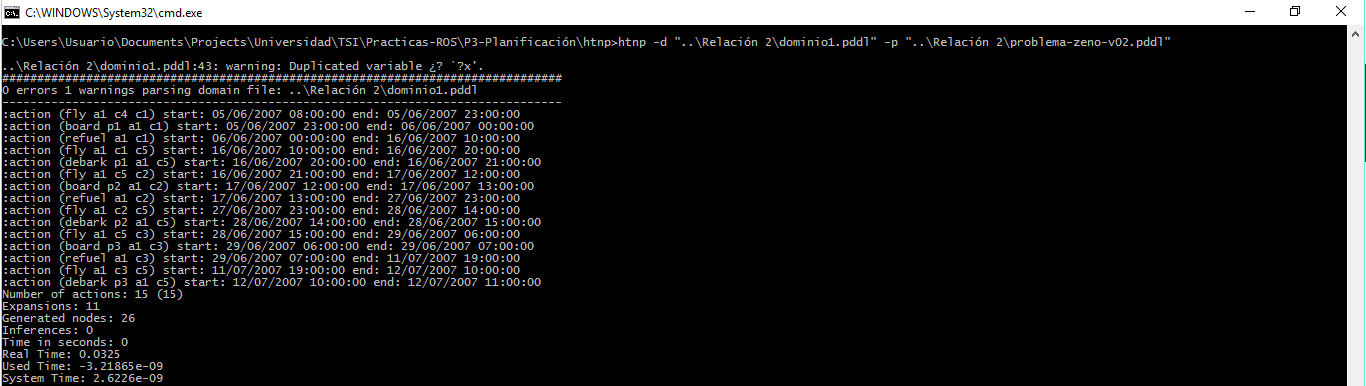 C:\WINDOWS\System32\cmd.exe
C:\Users\Usuario\Documents\Projects\Universidad\TSI\Practicas-ROS\P3-Planificación\htnp>htnp -d "..\Relación 2\dominio1.pddl" -p "..\Relación 2\problema-zeno-v02.pddl"
..\Relación 2\dominio1.pddl:43: warning: Duplicated variable ¿? `?x'.
###############################################################################
0 errors 1 warnings parsing domain file: ..\Relación 2\dominio1.pddl
-------------------------------------------------------------------------------
:action (fly a1 c4 c1) start: 05/06/2007 08:00:00 end: 05/06/2007 23:00:00
:action (board p1 a1 c1) start: 05/06/2007 23:00:00 end: 06/06/2007 00:00:00
:action (refuel a1 c1) start: 06/06/2007 00:00:00 end: 16/06/2007 10:00:00
:action (fly a1 c1 c5) start: 16/06/2007 10:00:00 end: 16/06/2007 20:00:00
:action (debark p1 a1 c5) start: 16/06/2007 20:00:00 end: 16/06/2007 21:00:00
:action (fly a1 c5 c2) start: 16/06/2007 21:00:00 end: 17/06/2007 12:00:00
:action (board p2 a1 c2) start: 17/06/2007 12:00:00 end: 17/06/2007 13:00:00
:action (refuel a1 c2) start: 17/06/2007 13:00:00 end: 27/06/2007 23:00:00
:action (fly a1 c2 c5) start: 27/06/2007 23:00:00 end: 28/06/2007 14:00:00
:action (debark p2 a1 c5) start: 28/06/2007 14:00:00 end: 28/06/2007 15:00:00
:action (fly a1 c5 c3) start: 28/06/2007 15:00:00 end: 29/06/2007 06:00:00
:action (board p3 a1 c3) start: 29/06/2007 06:00:00 end: 29/06/2007 07:00:00
:action (refuel a1 c3) start: 29/06/2007 07:00:00 end: 11/07/2007 19:00:00
:action (fly a1 c3 c5) start: 11/07/2007 19:00:00 end: 12/07/2007 10:00:00
:action (debark p3 a1 c5) start: 12/07/2007 10:00:00 end: 12/07/2007 11:00:00
Number of actions: 15 (15)
Expansions: 11
Generated nodes: 26
Inferences: 0
Time in seconds: 0
Real Time: 0.0325
Used Time: -3.21865e-09
System Time: 2.6226e-09